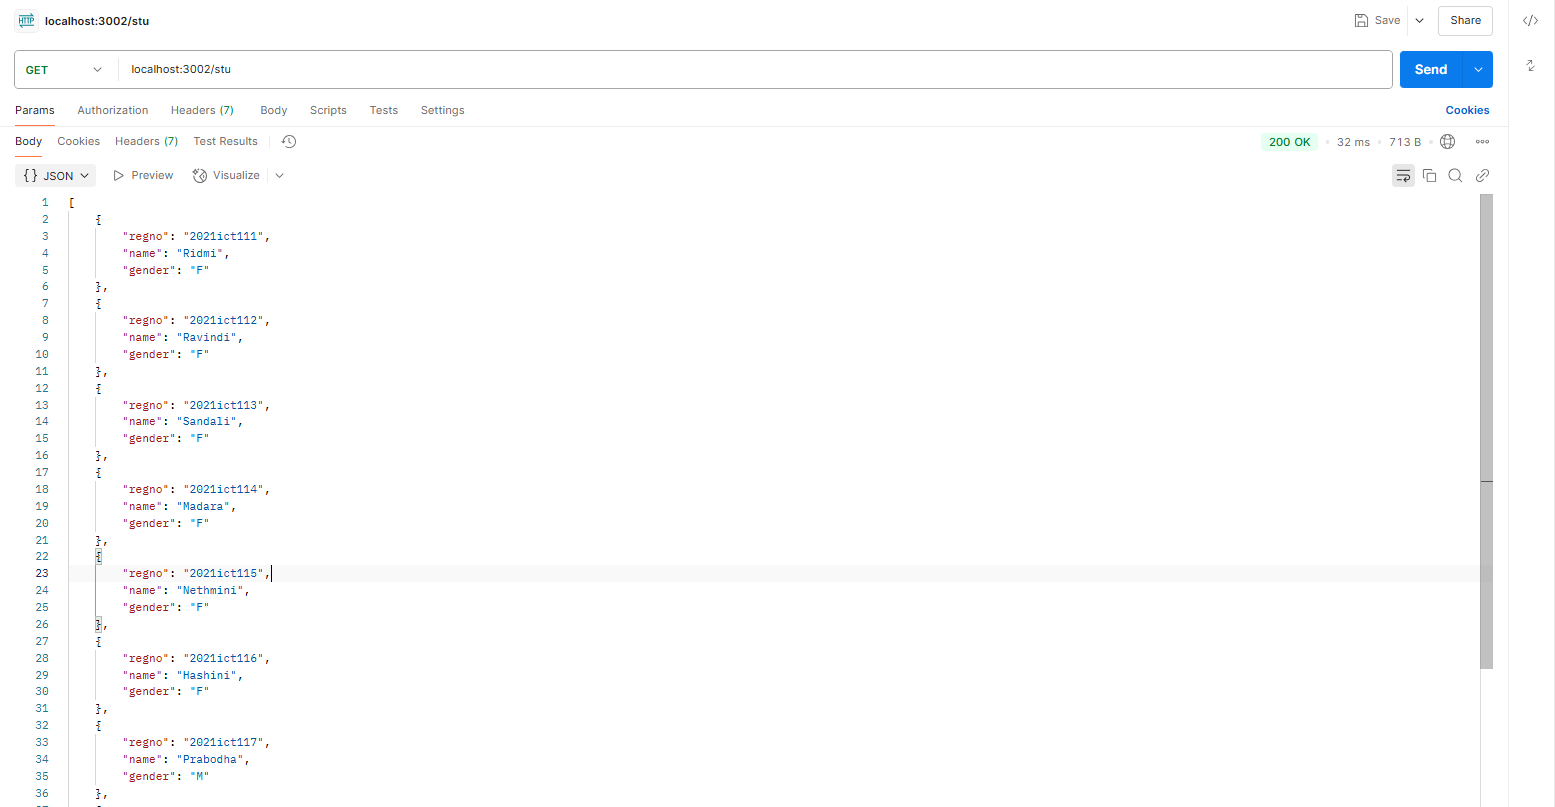 HTTP localhost:3002/stu Save Share
GET localhost:3002/stu Send
Params Authorization Headers (7) Body Scripts Tests Settings Cookies
Body Cookies Headers (7) Test Results 200 OK • 32 ms • 713 B
{} JSON Preview Visualize
1 [
2 {
3 "regno": "2021ict111",
4 "name": "Ridmi",
5 "gender": "F"
6 },
7 {
8 "regno": "2021ict112",
9 "name": "Ravindi",
10 "gender": "F"
11 },
12 {
13 "regno": "2021ict113",
14 "name": "Sandali",
15 "gender": "F"
16 },
17 {
18 "regno": "2021ict114",
19 "name": "Madara",
20 "gender": "F"
21 },
22 {
23 "regno": "2021ict115",
24 "name": "Nethmini",
25 "gender": "F"
26 },
27 {
28 "regno": "2021ict116",
29 "name": "Hashini",
30 "gender": "F"
31 },
32 {
33 "regno": "2021ict117",
34 "name": "Prabodha",
35 "gender": "M"
36 },